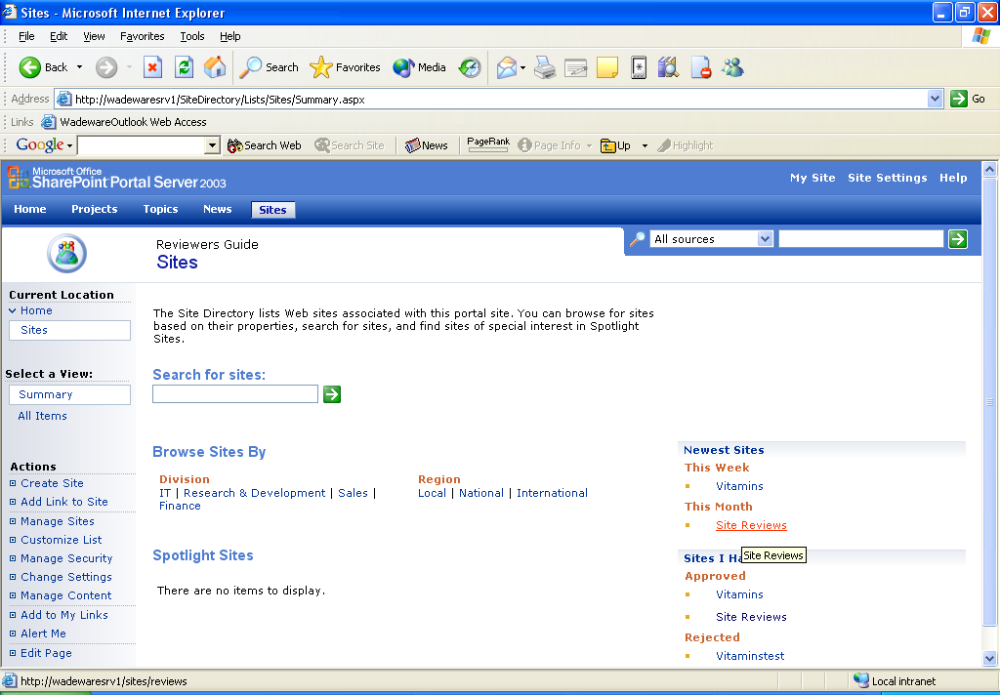 Sites - Microsoft Internet Explorer
File Edit View Favorites Tools Help
Back Search Favorites Media
Address http://wadewaresrv1/SiteDirectory/Lists/Sites/Summary.aspx Go
Links WadewareOutlook Web Access
Google Search Web Search Site News PageRank Page Info Up Highlight
Microsoft Office
SharePoint Portal Server 2003
My Site Site Settings Help
Home Projects Topics News Sites
Reviewers Guide
Sites
All sources
Current Location
Home
Sites
Select a View:
Summary
All Items
Actions
Create Site
Add Link to Site
Manage Sites
Customize List
Manage Security
Change Settings
Manage Content
Add to My Links
Alert Me
Edit Page
The Site Directory lists Web sites associated with this portal site. You can browse for sites
based on their properties, search for sites, and find sites of special interest in Spotlight
Sites.
Search for sites:
Browse Sites By
Division
IT | Research & Development | Sales |
Finance
Region
Local | National | International
Spotlight Sites
There are no items to display.
Newest Sites
This Week
Vitamins
This Month
Site Reviews
Site Reviews
Sites I Ha
Approved
Vitamins
Site Reviews
Rejected
Vitaminstest
http://wadewaresrv1/sites/reviews
Local intranet